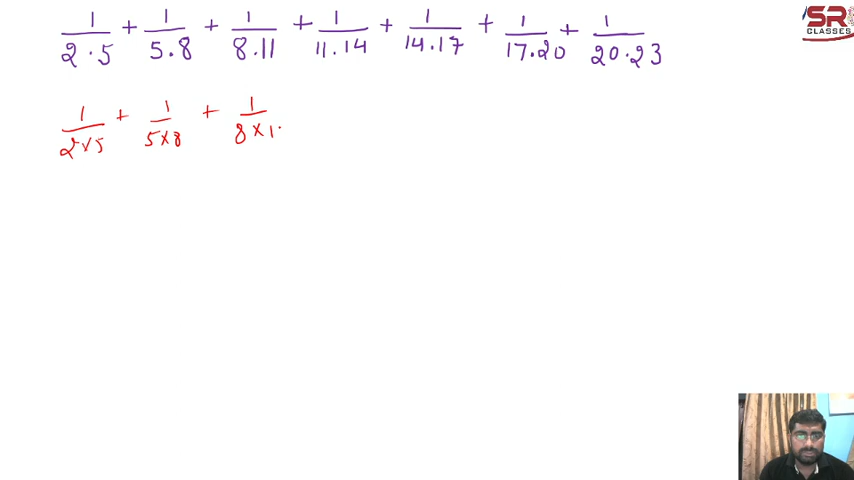 1/2·5 + 1/5·8 + 1/8·11 + 1/11·14 + 1/14·17 + 1/17·20 + 1/20·23
SR
CLASSES
1/2×5 + 1/5×8 + 1/8×1